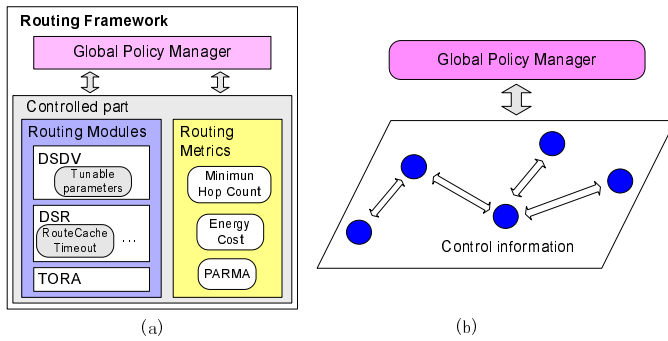 Routing Framework
Global Policy Manager
Controlled part
Routing Modules
DSDV
Tunable
parameters
DSR
RouteCache
Timeout
...
TORA
Routing
Metrics
Minimun
Hop Count
Energy
Cost
PARMA
(a)
Global Policy Manager
Control information
(b)